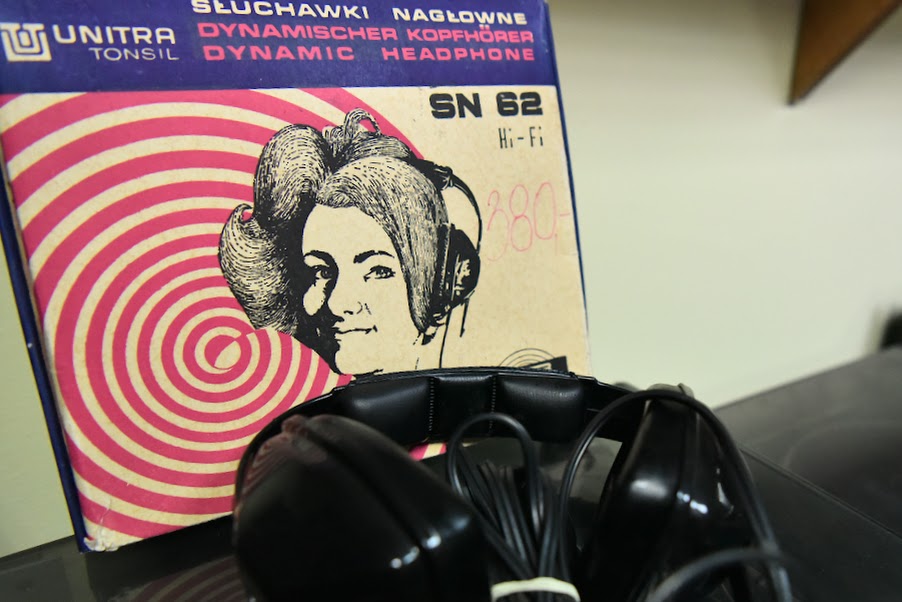 SŁUCHAWKI NAGŁOWNE
UNITRA
TONSIL
DYNAMISCHER KOPFHÖRER
DYNAMIC HEADPHONE
SN 62
Hi-Fi
380,-